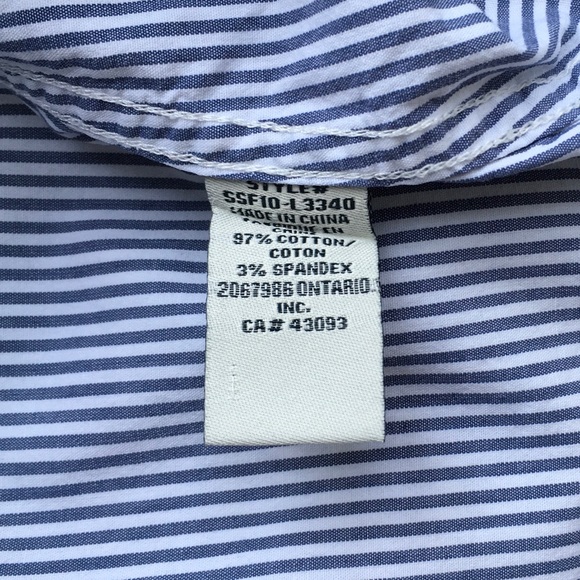 STYLE#
SSF10-L3340
MADE IN CHINA
97% COTTON/
COTON
3% SPANDEX
2067986 ONTARIO
INC.
CA# 43093